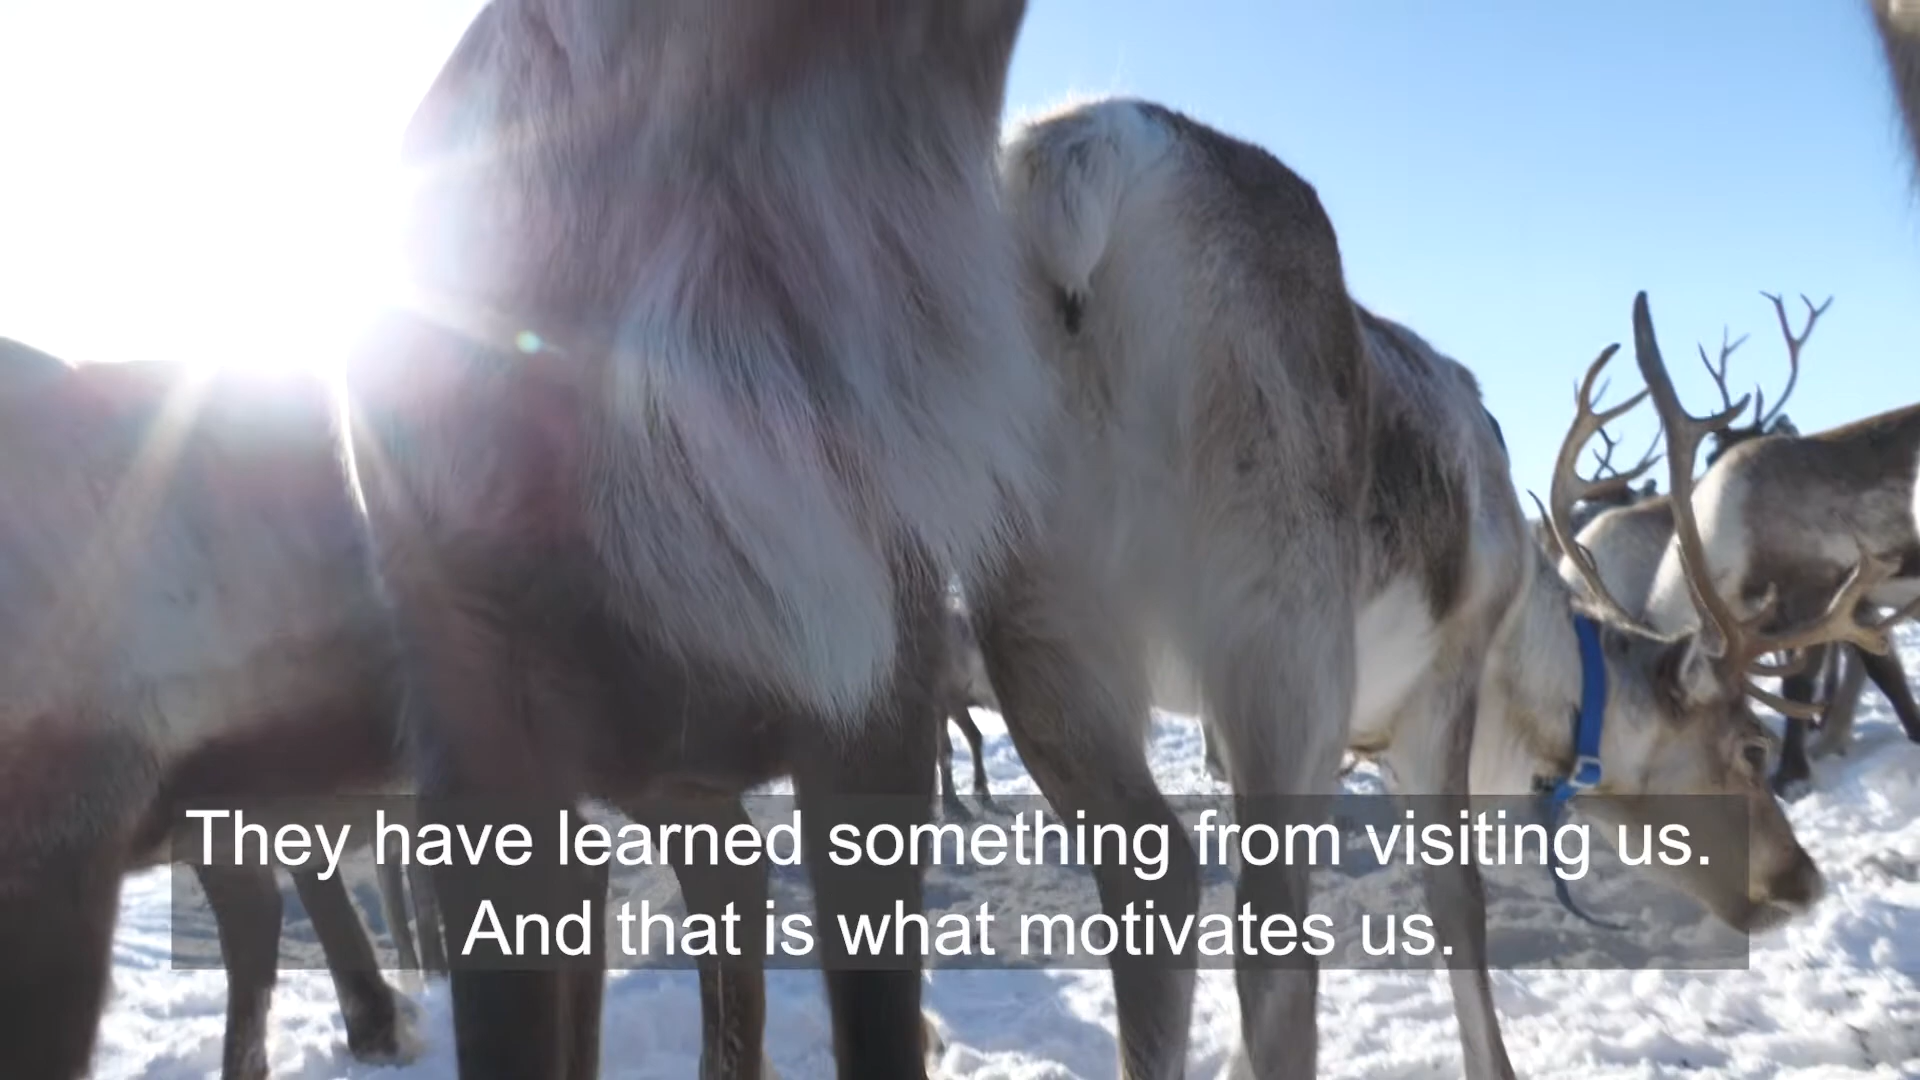 They have learned something from visiting us.
And that is what motivates us.